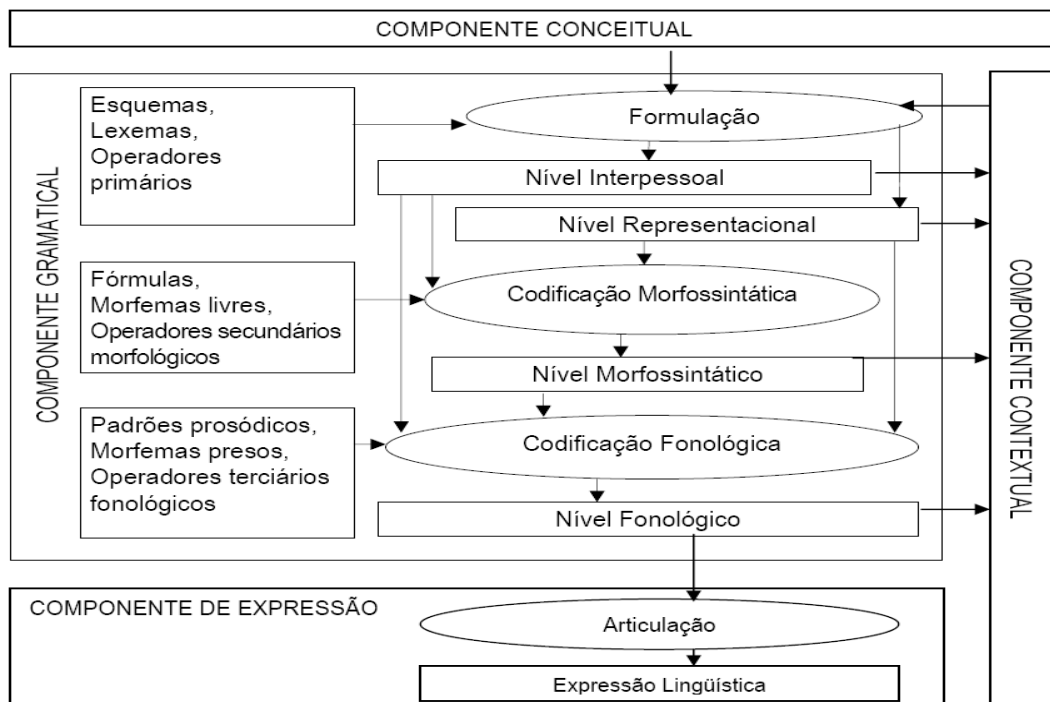 COMPONENTE CONCEITUAL
COMPONENTE GRAMATICAL
Esquemas,
Lexemas,
Operadores
primários
Formulação
Nível Interpessoal
Nível Representacional
Fórmulas,
Morfemas livres,
Operadores secundários
morfológicos
Codificação Morfossintática
Nível Morfossintático
Padrões prosódicos,
Morfemas presos,
Operadores terciários
fonológicos
Codificação Fonológica
Nível Fonológico
COMPONENTE CONTEXTUAL
COMPONENTE DE EXPRESSÃO
Articulação
Expressão Lingüística